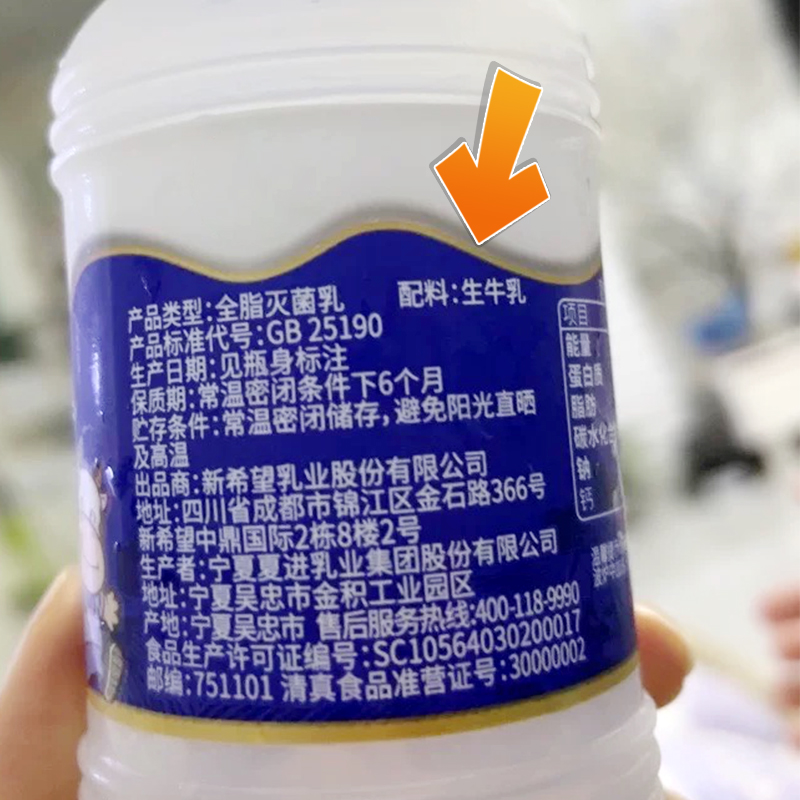 产品类型:全脂灭菌乳 配料:生牛乳
产品标准代号:GB 25190
生产日期:见瓶身标注
保质期:常温密闭条件下6个月
贮存条件:常温密闭储存,避免阳光直晒
及高温
出品商:新希望乳业股份有限公司
地址:四川省成都市锦江区金石路366号
新希望中鼎国际2栋8楼2号
生产者:宁夏夏进乳业集团股份有限公司
地址:宁夏吴忠市金积工业园区
产地:宁夏吴忠市 售后服务热线:400-118-9990
食品生产许可证编号:SC10564030200017
邮编:751101 清真食品准营证号:30000002
项目
能量
蛋白质
脂肪
碳水化合
钠
钙